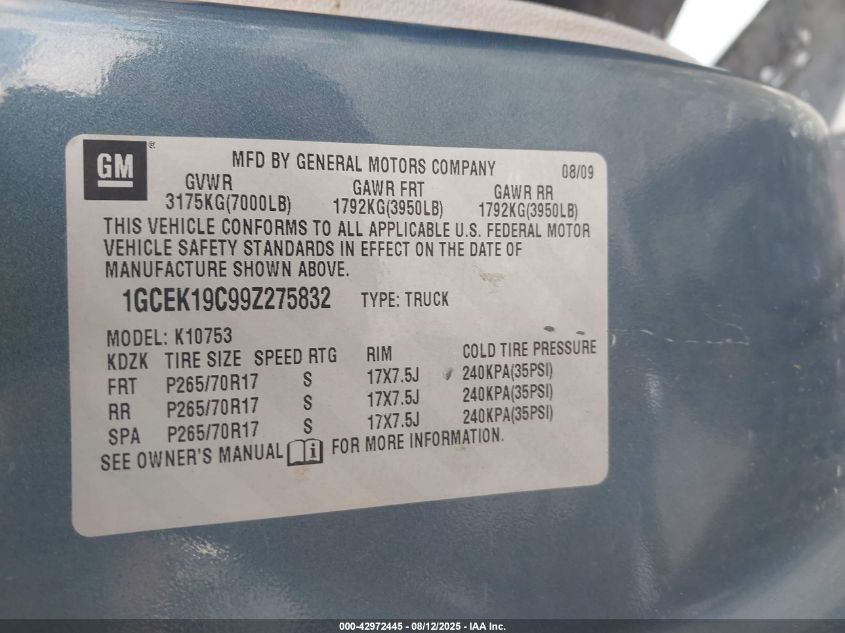 GM ®
MFD BY GENERAL MOTORS COMPANY 08/09
GVWR GAWR FRT GAWR RR
3175KG(7000LB) 1792KG(3950LB) 1792KG(3950LB)
THIS VEHICLE CONFORMS TO ALL APPLICABLE U.S. FEDERAL MOTOR
VEHICLE SAFETY STANDARDS IN EFFECT ON THE DATE OF
MANUFACTURE SHOWN ABOVE.
1GCEK19C99Z275832 TYPE: TRUCK
MODEL: K10753
KDZK TIRE SIZE SPEED RTG RIM COLD TIRE PRESSURE
FRT P265/70R17 S 17X7.5J 240KPA(35PSI)
RR P265/70R17 S 17X7.5J 240KPA(35PSI)
SPA P265/70R17 S 17X7.5J 240KPA(35PSI)
SEE OWNER'S MANUAL i FOR MORE INFORMATION.
000-42972445 - 08/12/2025 - IAA Inc.